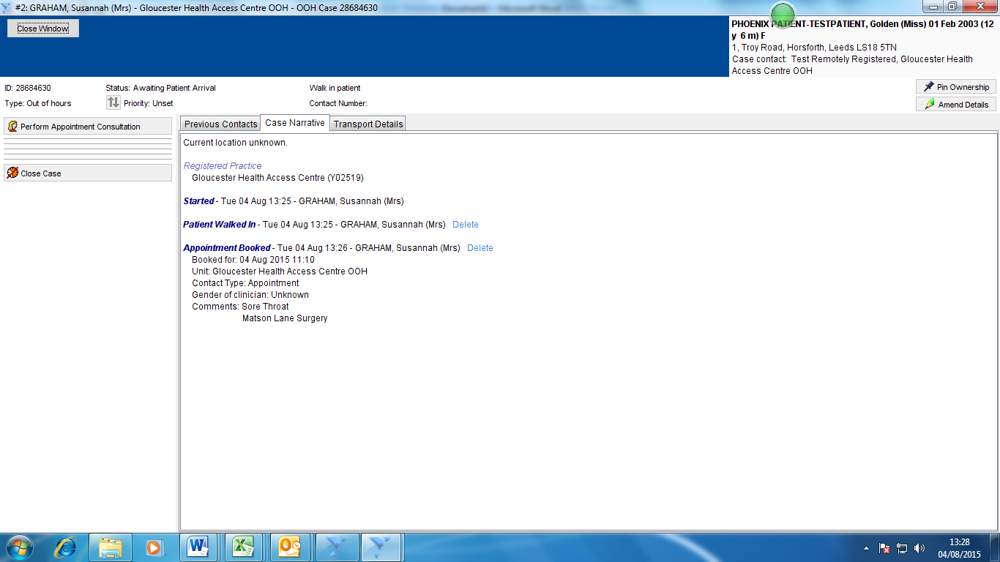 #2: GRAHAM, Susannah (Mrs) - Gloucester Health Access Centre OOH - OOH Case 28684630
Close Window
PHOENIX PATIENT-TESTPATIENT, Golden (Miss) 01 Feb 2003 (12
y 6 m) F
1, Troy Road, Horsforth, Leeds LS18 5TN
Case contact: Test Remotely Registered, Gloucester Health
Access Centre OOH
ID: 28684630 Status: Awaiting Patient Arrival Walk in patient Pin Ownership
Type: Out of hours Priority: Unset Contact Number: Amend Details
Perform Appointment Consultation
Close Case
Previous Contacts Case Narrative Transport Details
Current location unknown.
Registered Practice
Gloucester Health Access Centre (Y02519)
Started - Tue 04 Aug 13:25 - GRAHAM, Susannah (Mrs)
Patient Walked In - Tue 04 Aug 13:25 - GRAHAM, Susannah (Mrs) Delete
Appointment Booked - Tue 04 Aug 13:26 - GRAHAM, Susannah (Mrs) Delete
Booked for: 04 Aug 2015 11:10
Unit: Gloucester Health Access Centre OOH
Contact Type: Appointment
Gender of clinician: Unknown
Comments: Sore Throat
Matson Lane Surgery
13:28
04/08/2015